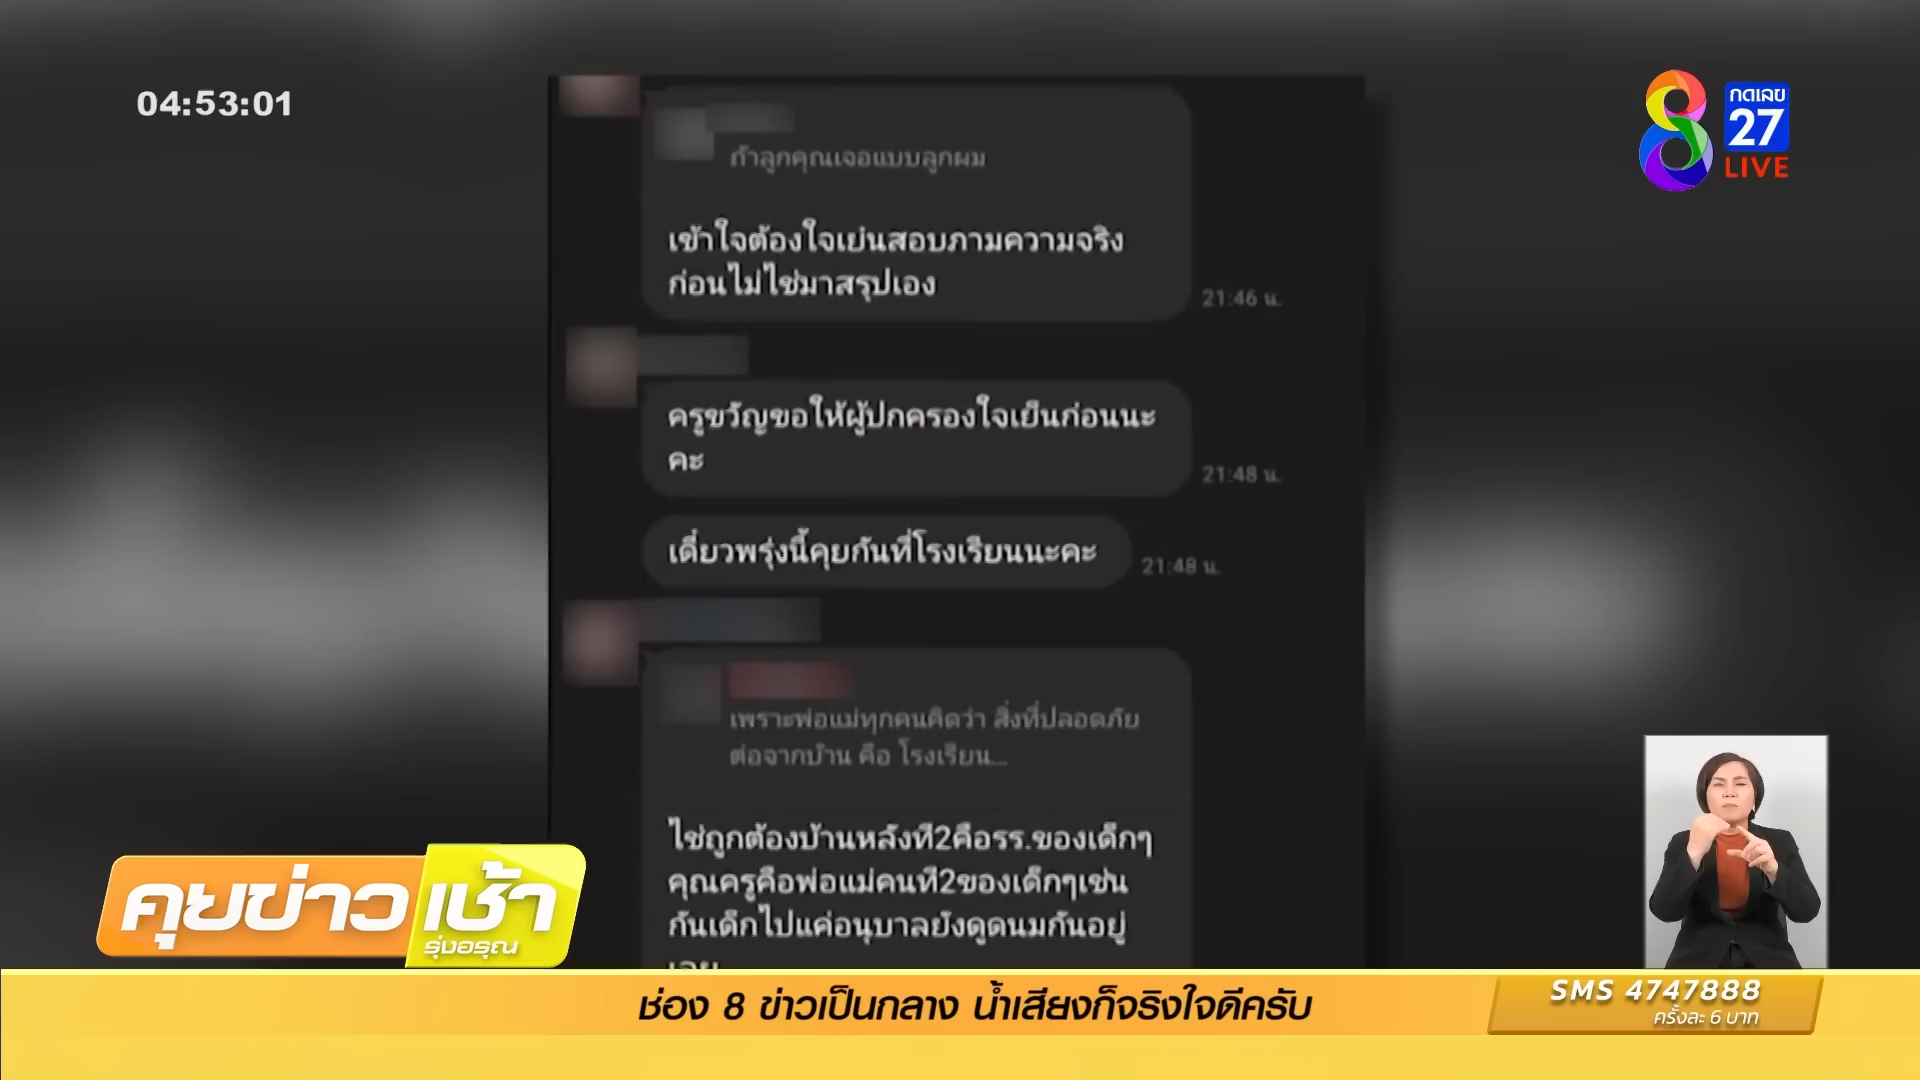 04:53:01
กดเลข
27
LIVE
ถ้าลูกคุณเจอแบบลูกผม
เข้าใจต้องใจเย่นสอบภามความจริง
ก่อนไม่ไช่มาสรุปเอง
21:46 น.
ครูขวัญขอให้ผู้ปกครองใจเย็นก่อนนะ
คะ
21:48 น.
เดี่ยวพรุ่งนี้คุยกันที่โรงเรียนนะคะ
21:48 น.
เพราะพ่อแม่ทุกคนคิดว่า สิ่งที่ปลอดภัย
ต่อจากบ้าน คือ โรงเรียน...
ไช่ถูกต้องบ้านหลังที2คือรร.ของเด็กๆ
คุณครูคือพ่อแม่คนที2ของเด็กๆเช่น
กันเด็กไปแค่อนุบาลยังดูดนมกันอยู่
เลย
คุยข่าวเช้า
รุ่งอรุณ
ช่อง 8 ข่าวเป็นกลาง น้ำเสียงก็จริงใจดีครับ
SMS 4747888
ครั้งละ 6 บาท